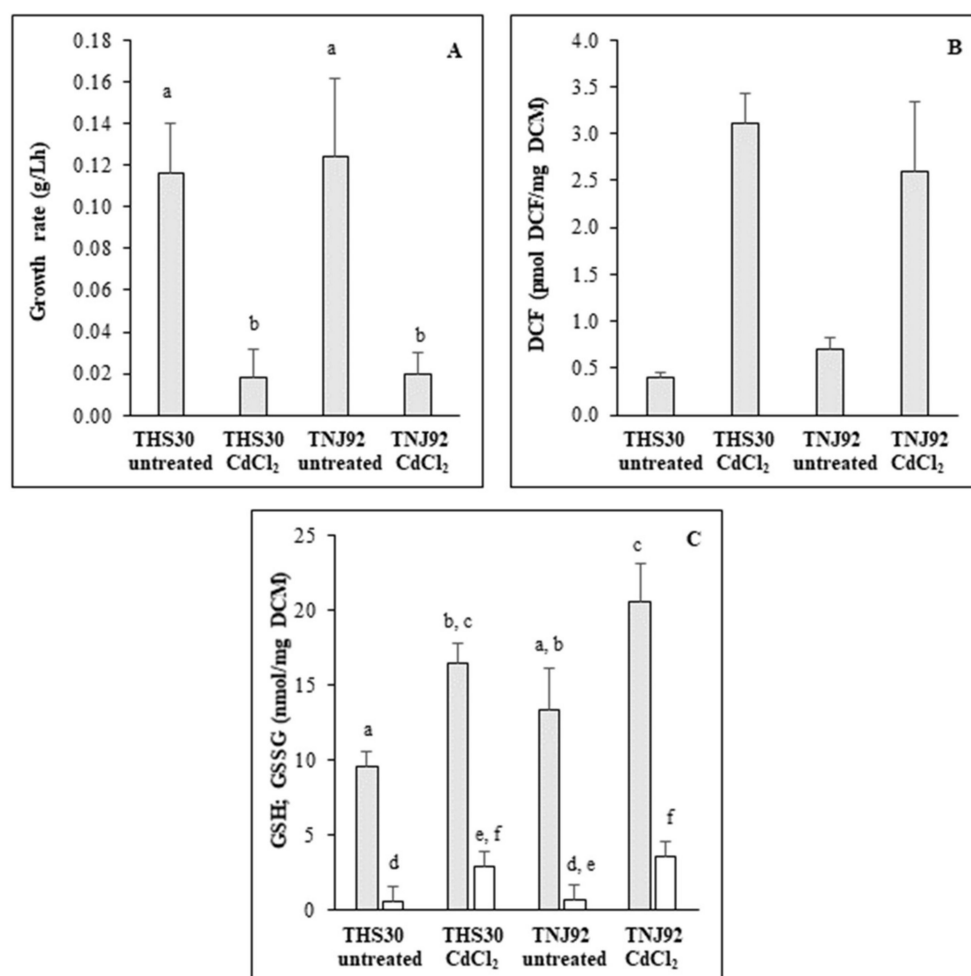 A
Growth rate (g/Lh)
0.18
0.16
0.14
0.12
0.10
0.08
0.06
0.04
0.02
0.00
a
b
a
b
THS30 untreated
THS30 CdCl₂
TNJ92 untreated
TNJ92 CdCl₂
B
DCF (pmol DCF/mg DCM)
4.0
3.5
3.0
2.5
2.0
1.5
1.0
0.5
0.0
THS30 untreated
THS30 CdCl₂
TNJ92 untreated
TNJ92 CdCl₂
C
GSH; GSSG (nmol/mg DCM)
25
20
15
10
5
0
a
d
b, c
e, f
a, b
d, e
c
f
THS30 untreated
THS30 CdCl₂
TNJ92 untreated
TNJ92 CdCl₂